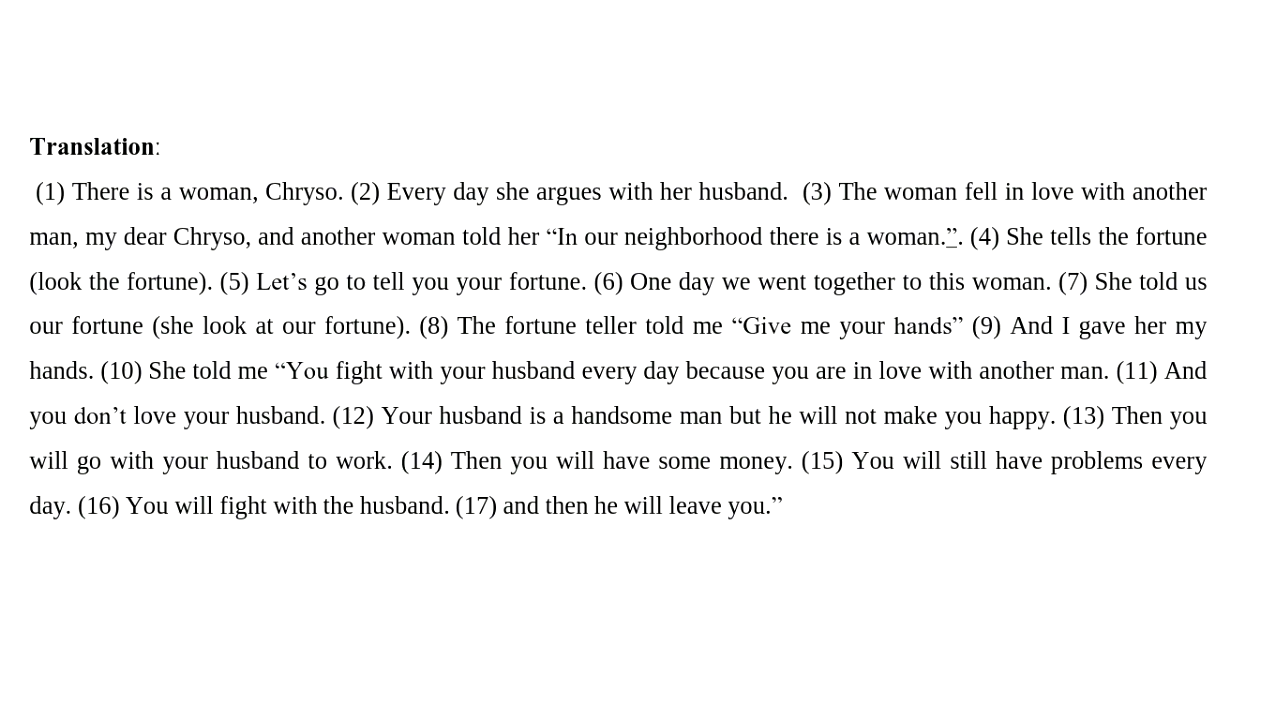 Translation:
(1) There is a woman, Chryso. (2) Every day she argues with her husband.  (3) The woman fell in love with another
man, my dear Chryso, and another woman told her “In our neighborhood there is a woman.”. (4) She tells the fortune
(look the fortune). (5) Let’s go to tell you your fortune. (6) One day we went together to this woman. (7) She told us
our fortune (she look at our fortune). (8) The fortune teller told me “Give me your hands” (9) And I gave her my
hands. (10) She told me “You fight with your husband every day because you are in love with another man. (11) And
you don’t love your husband. (12) Your husband is a handsome man but he will not make you happy. (13) Then you
will go with your husband to work. (14) Then you will have some money. (15) You will still have problems every
day. (16) You will fight with the husband. (17) and then he will leave you.”